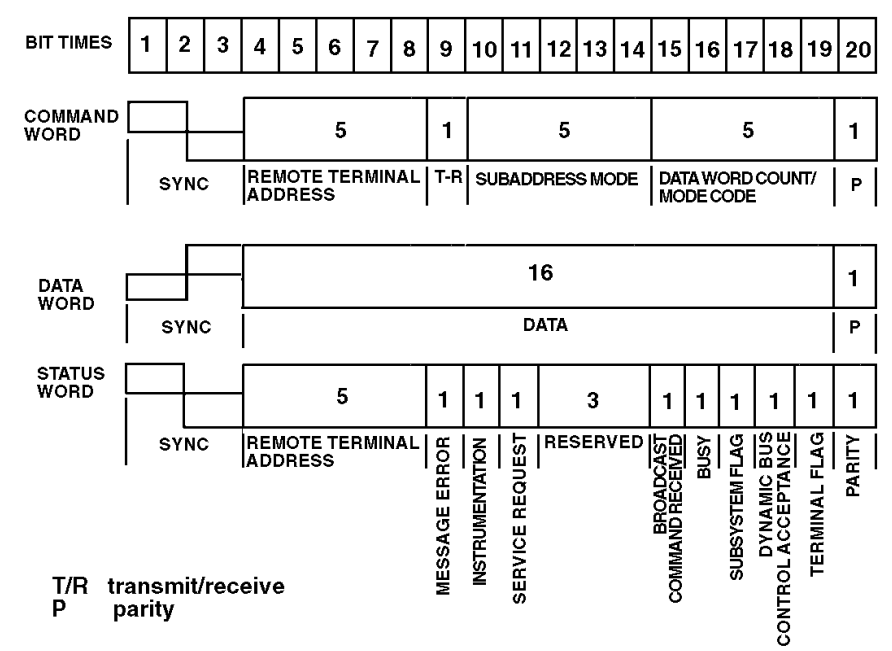 BIT TIMES 1 2 3 4 5 6 7 8 9 10 11 12 13 14 15 16 17 18 19 20
COMMAND
WORD
5 1 5 5 1
SYNC
REMOTE TERMINAL
ADDRESS
T-R
SUBADDRESS MODE
DATA WORD COUNT/
MODE CODE
P
DATA
WORD
16 1
SYNC
DATA
P
STATUS
WORD
5 1 1 1 3 1 1 1 1 1 1
SYNC
REMOTE TERMINAL
ADDRESS
MESSAGE ERROR
INSTRUMENTATION
SERVICE REQUEST
RESERVED
BROADCAST
COMMAND RECEIVED
BUSY
SUBSYSTEM FLAG
DYNAMIC BUS
CONTROL ACCEPTANCE
TERMINAL FLAG
PARITY
T/R transmit/receive
P parity